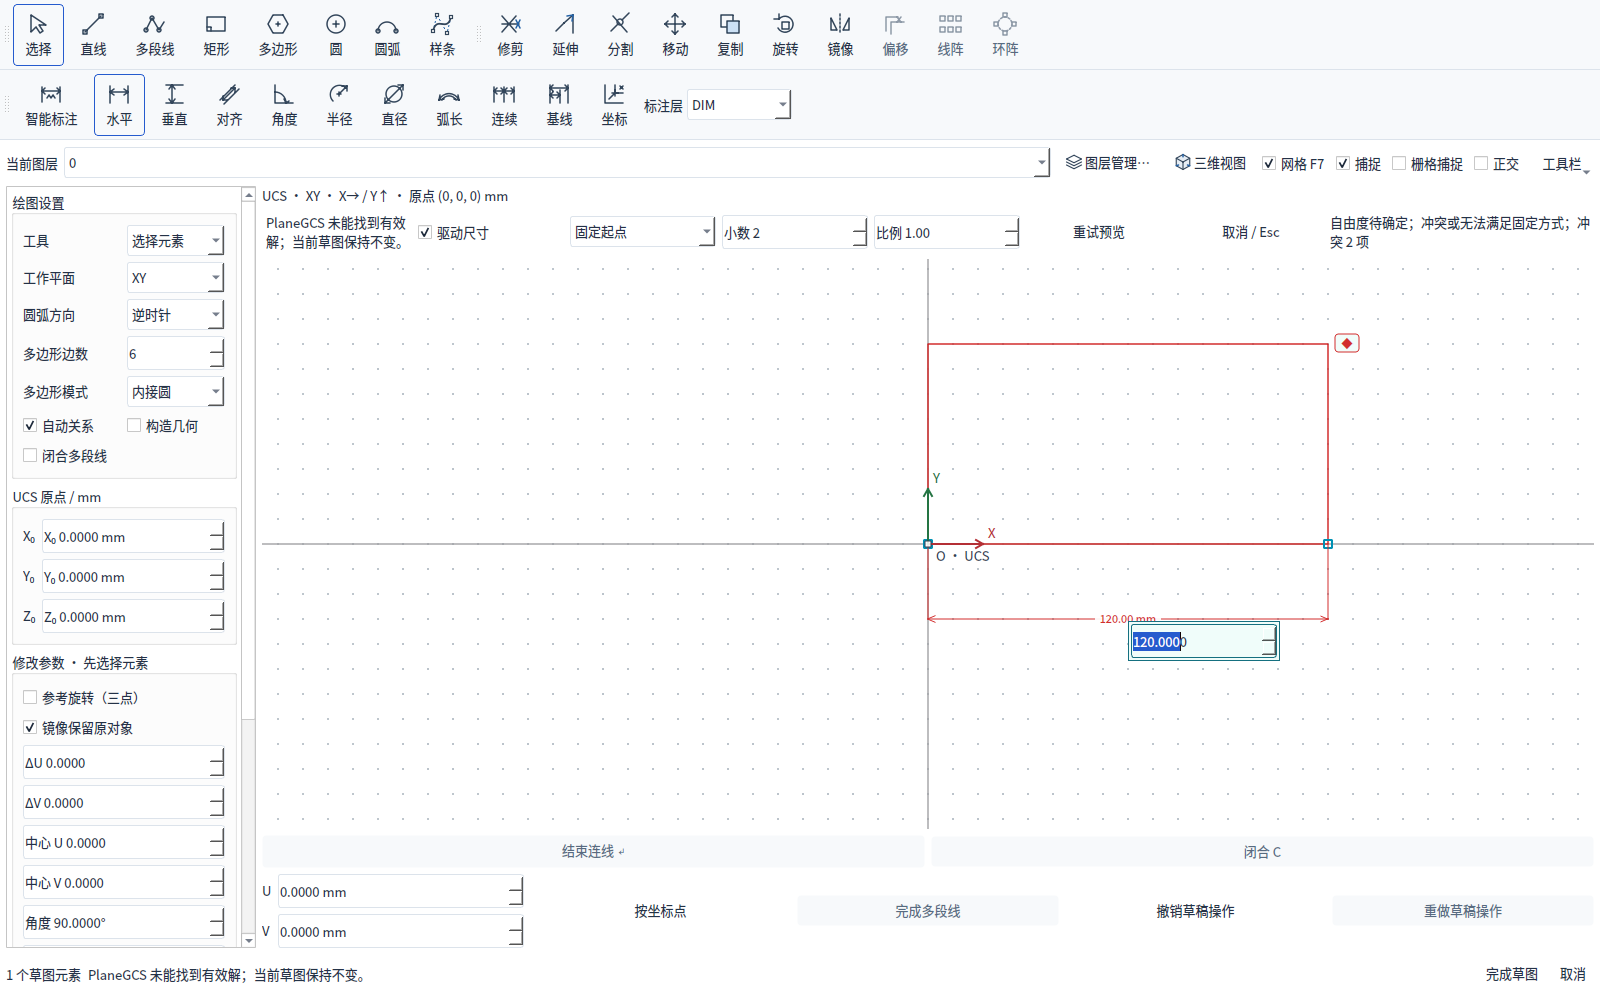 选择 直线 多段线 矩形 多边形 圆 圆弧 样条 修剪 延伸 分割 移动 复制 旋转 镜像 偏移 线阵 环阵
智能标注 水平 垂直 对齐 角度 半径 直径 弧长 连续 基线 坐标 标注层 DIM
当前图层 0 图层管理… 三维视图 网格 F7 捕捉 栅格捕捉 正交 工具栏
绘图设置
工具 选择元素
工作平面 XY
圆弧方向 逆时针
多边形边数 6
多边形模式 内接圆
自动关系 构造几何
闭合多段线
UCS 原点 / mm
X₀ X₀ 0.0000 mm
Y₀ Y₀ 0.0000 mm
Z₀ Z₀ 0.0000 mm
修改参数 · 先选择元素
参考旋转（三点）
镜像保留原对象
ΔU 0.0000
ΔV 0.0000
中心 U 0.0000
中心 V 0.0000
角度 90.0000°
UCS · XY · X→ / Y↑ · 原点 (0, 0, 0) mm
PlaneGCS 未能找到有效
解；当前草图保持不变。
驱动尺寸 固定起点 小数 2 比例 1.00 重试预览 取消 / Esc
自由度待确定；冲突或无法满足固定方式；冲
突 2 项
Y
X
O · UCS
120.00 mm
120.0000
结束连线 ↲ 闭合 C
U 0.0000 mm
V 0.0000 mm
按坐标点 完成多段线 撤销草稿操作 重做草稿操作
1 个草图元素 PlaneGCS 未能找到有效解；当前草图保持不变。 完成草图 取消